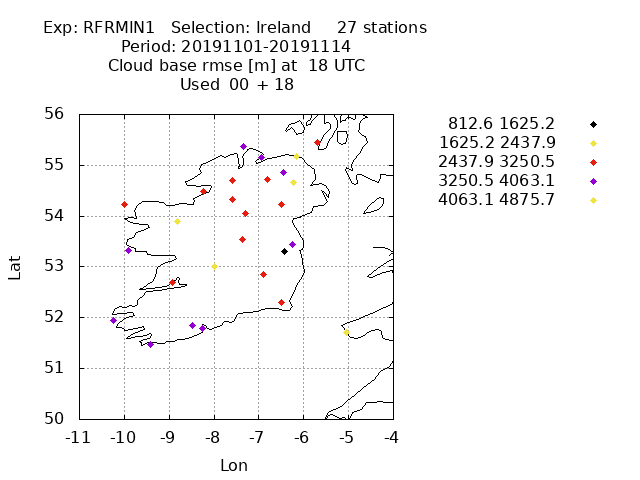 Exp: RFRMIN1 Selection: Ireland 27 stations
Period: 20191101-20191114
Cloud base rmse [m] at 18 UTC
Used 00 + 18
812.6 1625.2
1625.2 2437.9
2437.9 3250.5
3250.5 4063.1
4063.1 4875.7
56
55
54
53
52
51
50
Lat
-11 -10 -9 -8 -7 -6 -5 -4
Lon